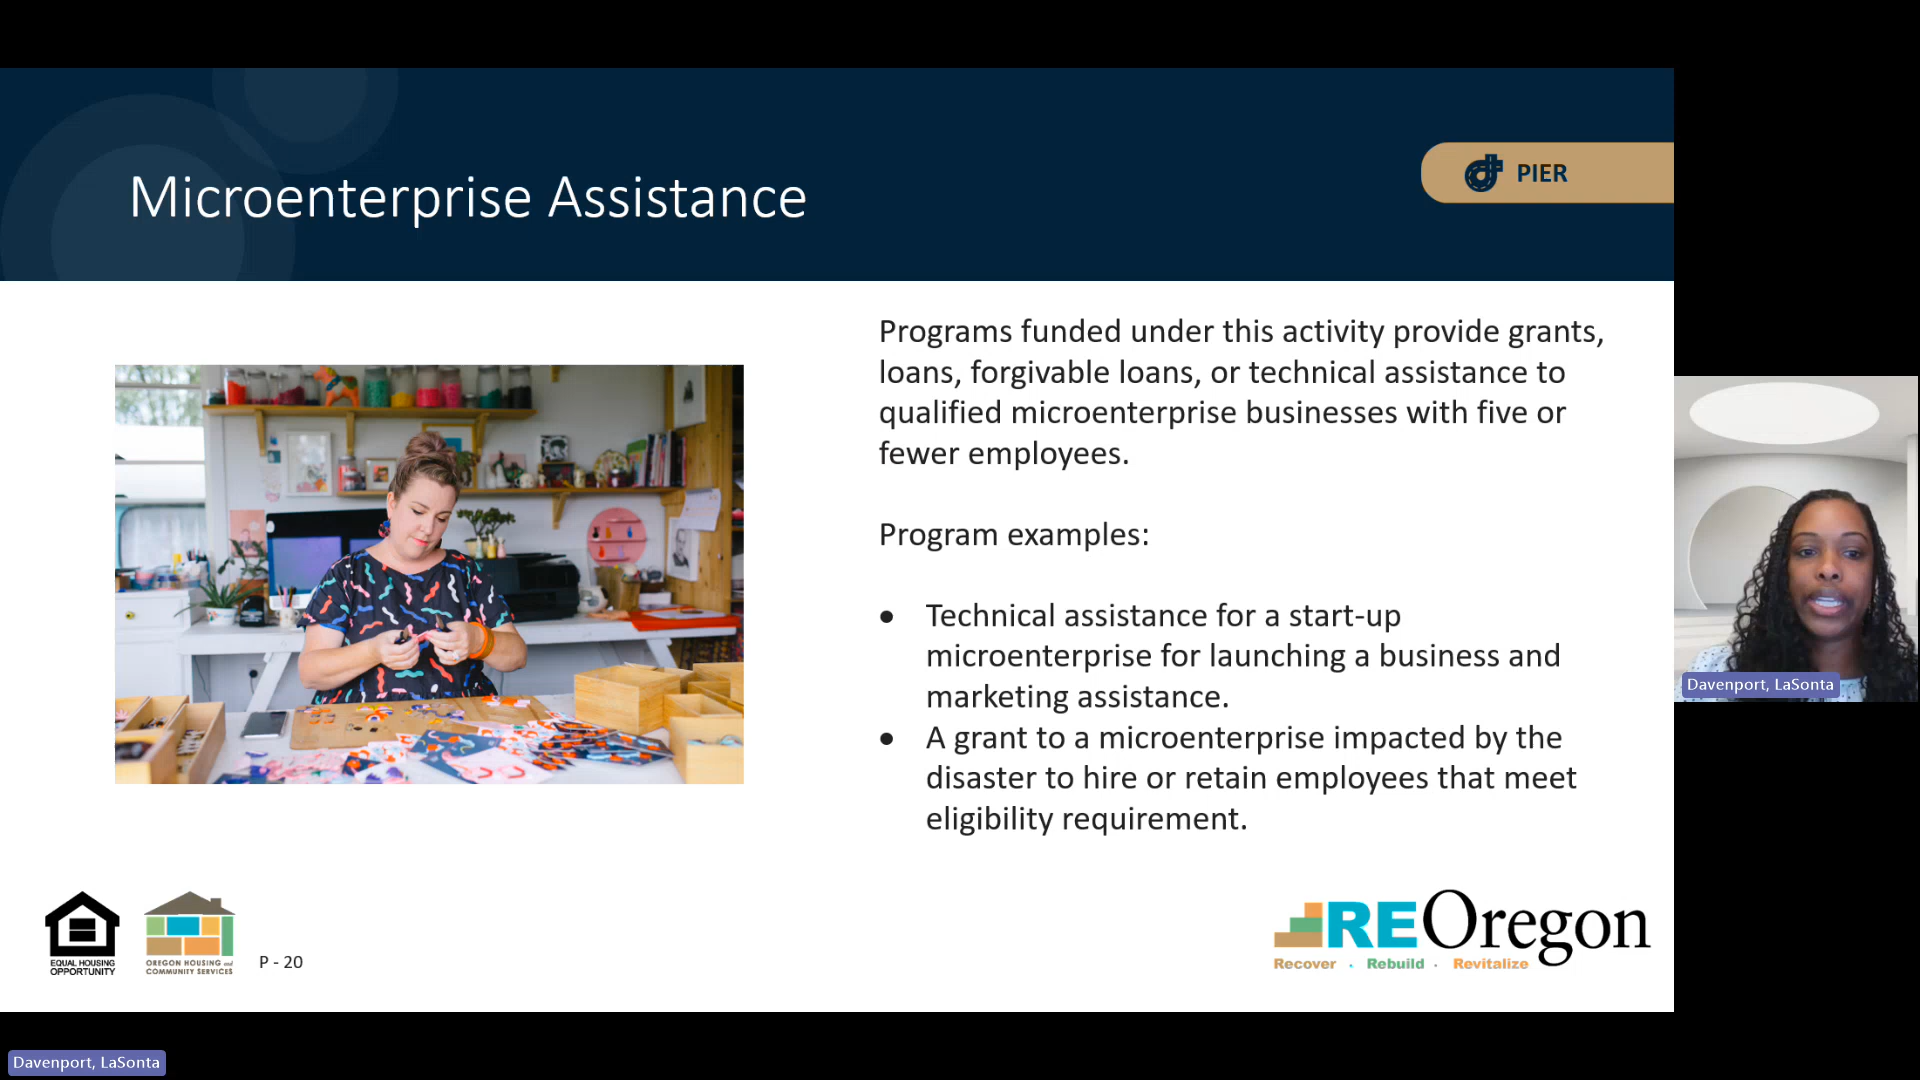 Microenterprise Assistance
PIER
Programs funded under this activity provide grants,
loans, forgivable loans, or technical assistance to
qualified microenterprise businesses with five or
fewer employees.
Program examples:
● Technical assistance for a start-up
microenterprise for launching a business and
marketing assistance.
● A grant to a microenterprise impacted by the
disaster to hire or retain employees that meet
eligibility requirement.
EQUAL HOUSING
OPPORTUNITY
OREGON HOUSING and
COMMUNITY SERVICES
P - 20
REOregon
Recover . Rebuild . Revitalize
Davenport, LaSonta
Davenport, LaSonta